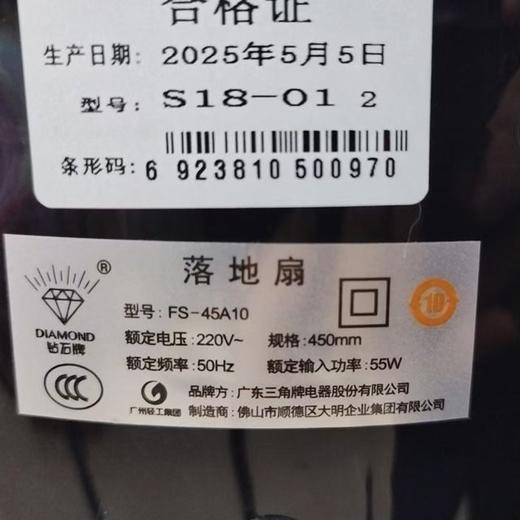 合格证
生产日期: 2025年5月5日
型号: S18-01 2
条形码: 6 923810 500970
®
DIAMOND
钻石牌
落地扇
型号: FS-45A10
额定电压: 220V~ 规格: 450mm
额定频率: 50Hz 额定输入功率: 55W
10
CCC
广州轻工集团
品牌方: 广东三角牌电器股份有限公司
制造商: 佛山市顺德区大明企业集团有限公司